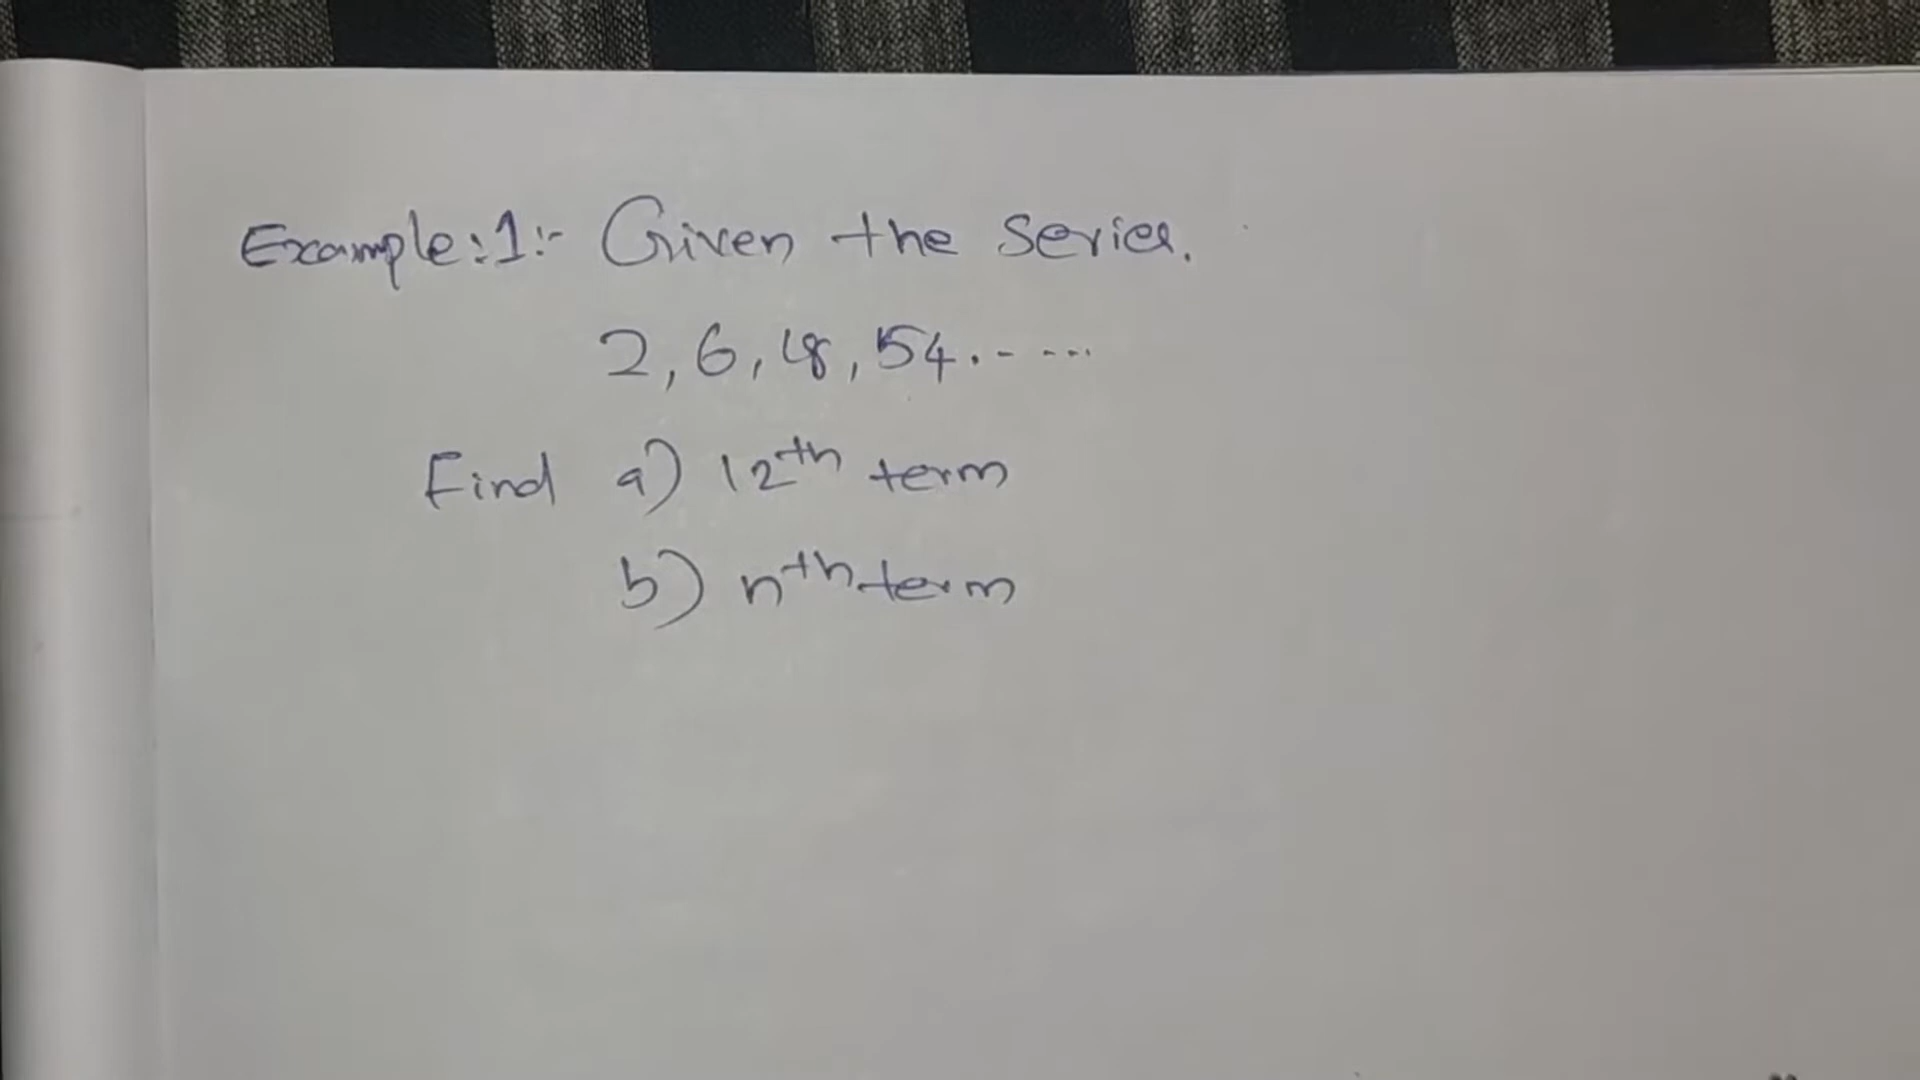 Example:1:- Given the series.
2, 6, 18, 54.-----
Find a) 12th term
b) nth term